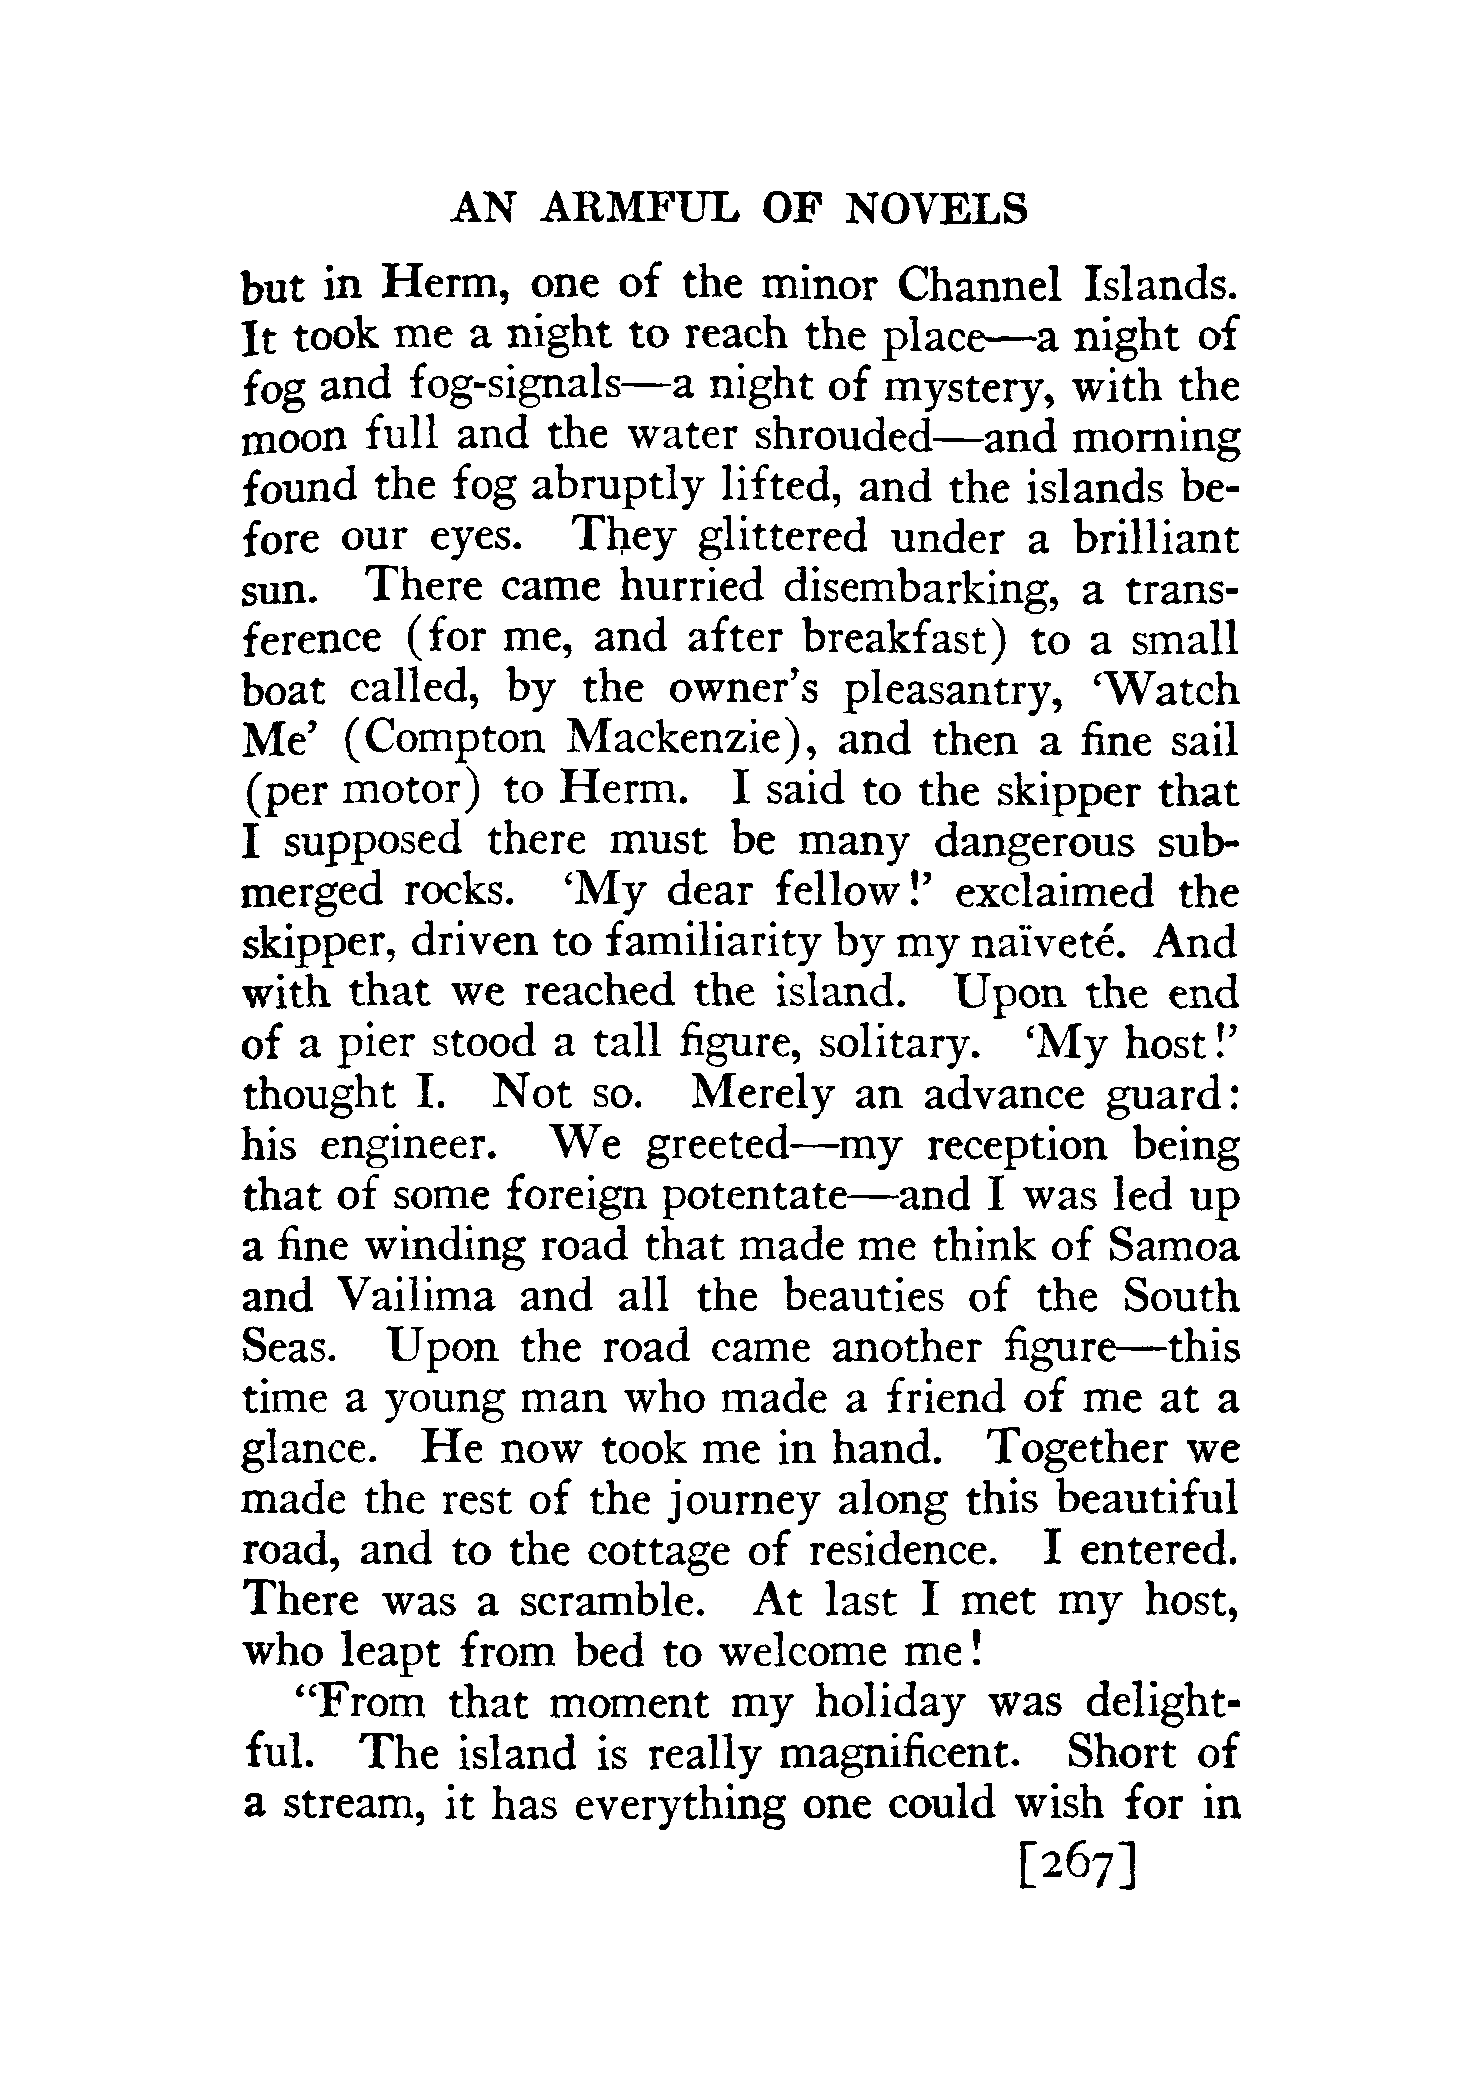 AN ARMFUL OF NOVELS
but in Herm, one of the minor Channel Islands.
It took me a night to reach the place—a night of
fog and fog-signals—a night of mystery, with the
moon full and the water shrouded—and morning
found the fog abruptly lifted, and the islands be-
fore our eyes. They glittered under a brilliant
sun. There came hurried disembarking, a trans-
ference (for me, and after breakfast) to a small
boat called, by the owner's pleasantry, 'Watch
Me' (Compton Mackenzie), and then a fine sail
(per motor) to Herm. I said to the skipper that
I supposed there must be many dangerous sub-
merged rocks. 'My dear fellow!' exclaimed the
skipper, driven to familiarity by my naïveté. And
with that we reached the island. Upon the end
of a pier stood a tall figure, solitary. 'My host!'
thought I. Not so. Merely an advance guard:
his engineer. We greeted—my reception being
that of some foreign potentate—and I was led up
a fine winding road that made me think of Samoa
and Vailima and all the beauties of the South
Seas. Upon the road came another figure—this
time a young man who made a friend of me at a
glance. He now took me in hand. Together we
made the rest of the journey along this beautiful
road, and to the cottage of residence. I entered.
There was a scramble. At last I met my host,
who leapt from bed to welcome me!
"From that moment my holiday was delight-
ful. The island is really magnificent. Short of
a stream, it has everything one could wish for in
[267]